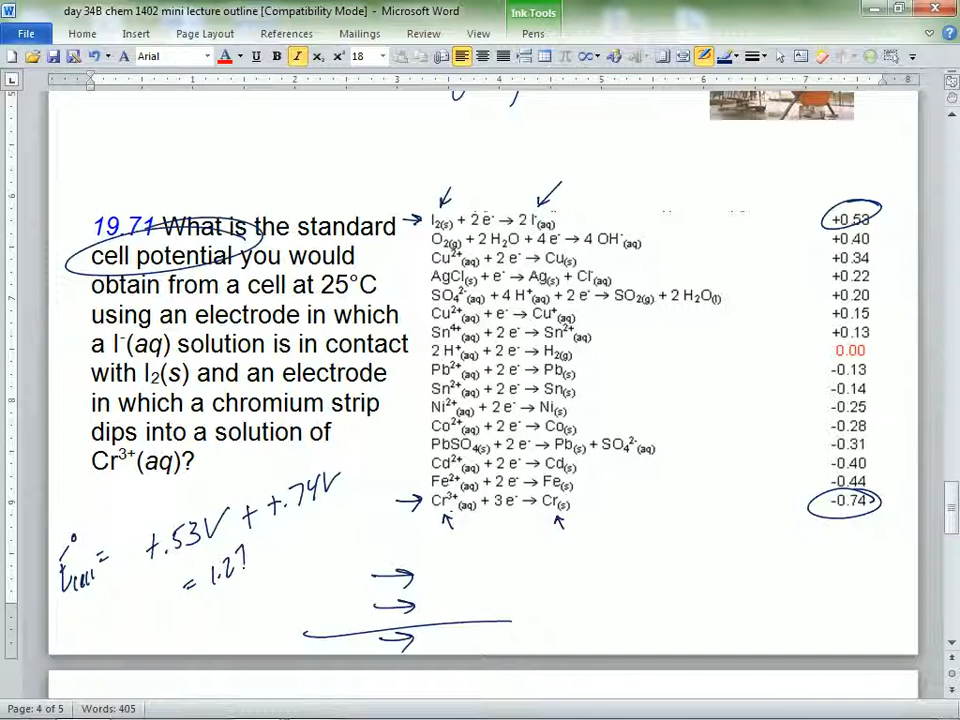 day 34B chem 1402 mini lecture outline [Compatibility Mode] - Microsoft Word
Ink Tools
File Home Insert Page Layout References Mailings Review View Pens
Arial 18
1 2 3 4 5 6 7 8
19.71 What is the standard
cell potential you would
obtain from a cell at 25°C
using an electrode in which
a I⁻(aq) solution is in contact
with I₂(s) and an electrode
in which a chromium strip
dips into a solution of
Cr³⁺(aq)?
I₂(s) + 2 e⁻ → 2 I⁻(aq) +0.53
O₂(g) + 2 H₂O + 4 e⁻ → 4 OH⁻(aq) +0.40
Cu²⁺(aq) + 2 e⁻ → Cu(s) +0.34
AgCl(s) + e⁻ → Ag(s) + Cl⁻(aq) +0.22
SO₄²⁻(aq) + 4 H⁺(aq) + 2 e⁻ → SO₂(g) + 2 H₂O(l) +0.20
Cu²⁺(aq) + e⁻ → Cu⁺(aq) +0.15
Sn⁴⁺(aq) + 2 e⁻ → Sn²⁺(aq) +0.13
2 H⁺(aq) + 2 e⁻ → H₂(g) 0.00
Pb²⁺(aq) + 2 e⁻ → Pb(s) -0.13
Sn²⁺(aq) + 2 e⁻ → Sn(s) -0.14
Ni²⁺(aq) + 2 e⁻ → Ni(s) -0.25
Co²⁺(aq) + 2 e⁻ → Co(s) -0.28
PbSO₄(s) + 2 e⁻ → Pb(s) + SO₄²⁻(aq) -0.31
Cd²⁺(aq) + 2 e⁻ → Cd(s) -0.40
Fe²⁺(aq) + 2 e⁻ → Fe(s) -0.44
Cr³⁺(aq) + 3 e⁻ → Cr(s) -0.74
= +.53V + +.74V
= 1.27
Page: 4 of 5 Words: 405